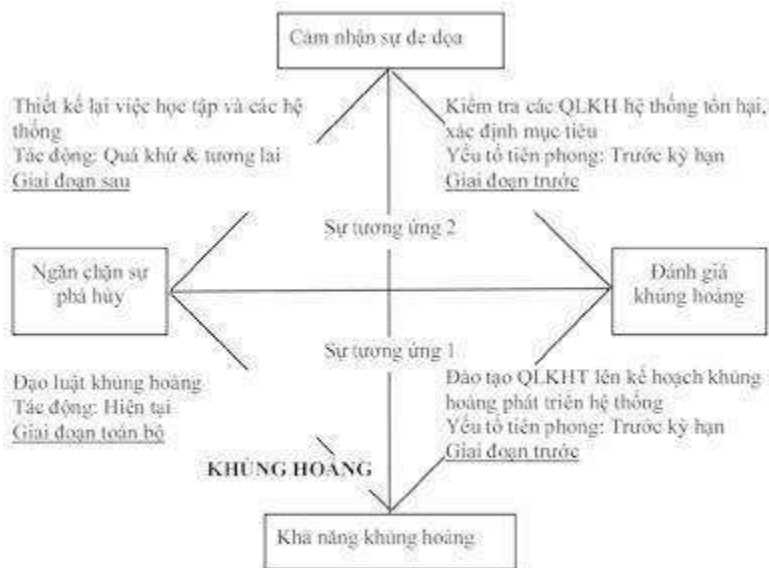 Cảm nhận sự đe dọa
Thiết kế lại việc học tập và các hệ
thống
Tác động: Quá khứ & tương lai
Giai đoạn sau
Kiểm tra các QLKH hệ thống tồn hại,
xác định mục tiêu
Yếu tố tiên phong: Trước kỳ hạn
Giai đoạn trước
Sự tương ứng 2
Ngăn chặn sự
phá hủy
Đánh giá
khủng hoảng
Sự tương ứng 1
Đạo luật khủng hoảng
Tác động: Hiện tại
Giai đoạn toàn bộ
Đào tạo QLKHT lên kế hoạch khủng
hoảng phát triển hệ thống
Yếu tố tiên phong: Trước kỳ hạn
Giai đoạn trước
KHỦNG HOẢNG
Khả năng khủng hoảng